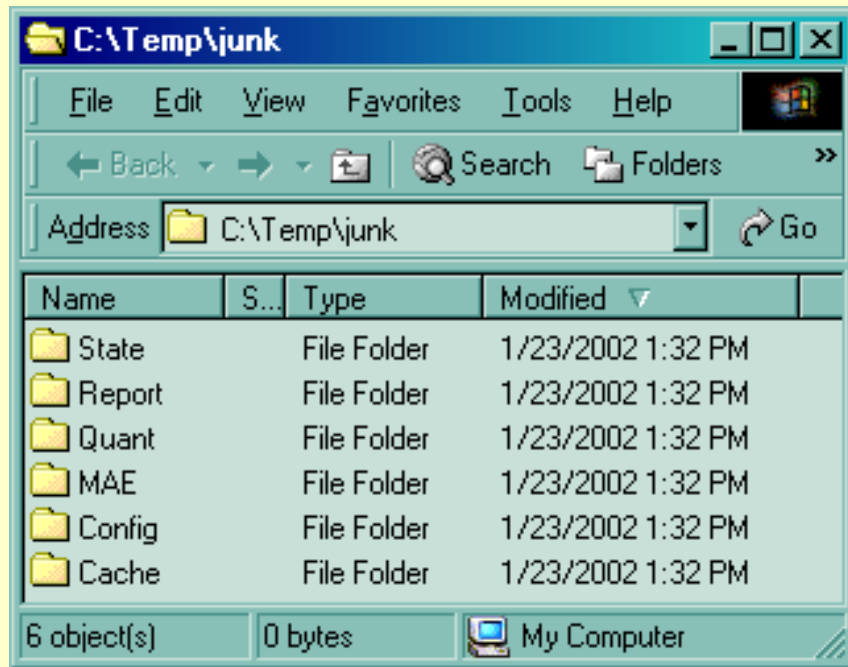 C:\Temp\junk
File Edit View Favorites Tools Help
Back Search Folders »
Address C:\Temp\junk Go
Name S... Type Modified
State File Folder 1/23/2002 1:32 PM
Report File Folder 1/23/2002 1:32 PM
Quant File Folder 1/23/2002 1:32 PM
MAE File Folder 1/23/2002 1:32 PM
Config File Folder 1/23/2002 1:32 PM
Cache File Folder 1/23/2002 1:32 PM
6 object(s) 0 bytes My Computer